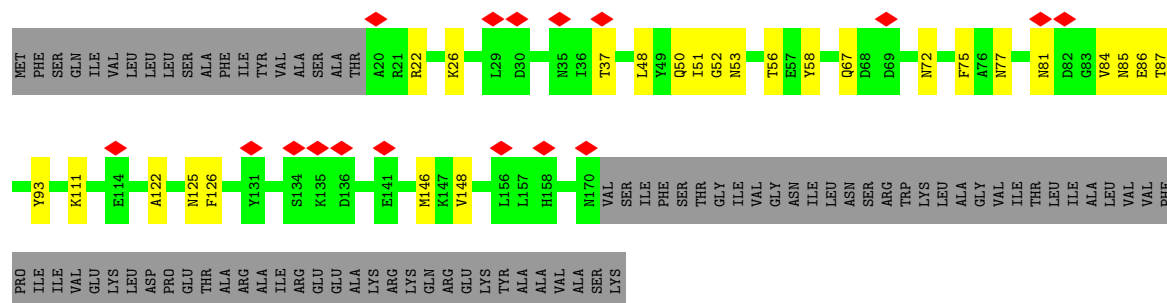 MET PHE SER GLN ILE VAL LEU LEU LEU SER ALA PHE ILE TYR VAL ALA SER ALA THR A20 R21 R22 K26 L29 D30 N35 I36 T37 L48 Y49 Q50 I51 G52 N53 T56 E57 Y58 Q67 D68 D69 N72 F75 A76 N77 N81 D82 G83 V84 N85 E86 T87
Y93 K111 E114 A122 N125 F126 Y131 S134 K135 D136 E141 M146 K147 V148 L156 L157 H158 N170 VAL SER ILE PHE SER THR GLY ILE VAL GLY ASN ILE LEU ASN SER ARG TRP LYS LEU ALA GLY VAL ILE THR LEU ILE ALA LEU VAL VAL PHE
PRO ILE ILE VAL GLU LYS LEU ASP PRO GLU THR ALA ARG ALA ILE ARG GLU GLU ALA LYS ARG LYS GLN ARG GLU LYS TYR ALA ALA VAL ALA SER LYS